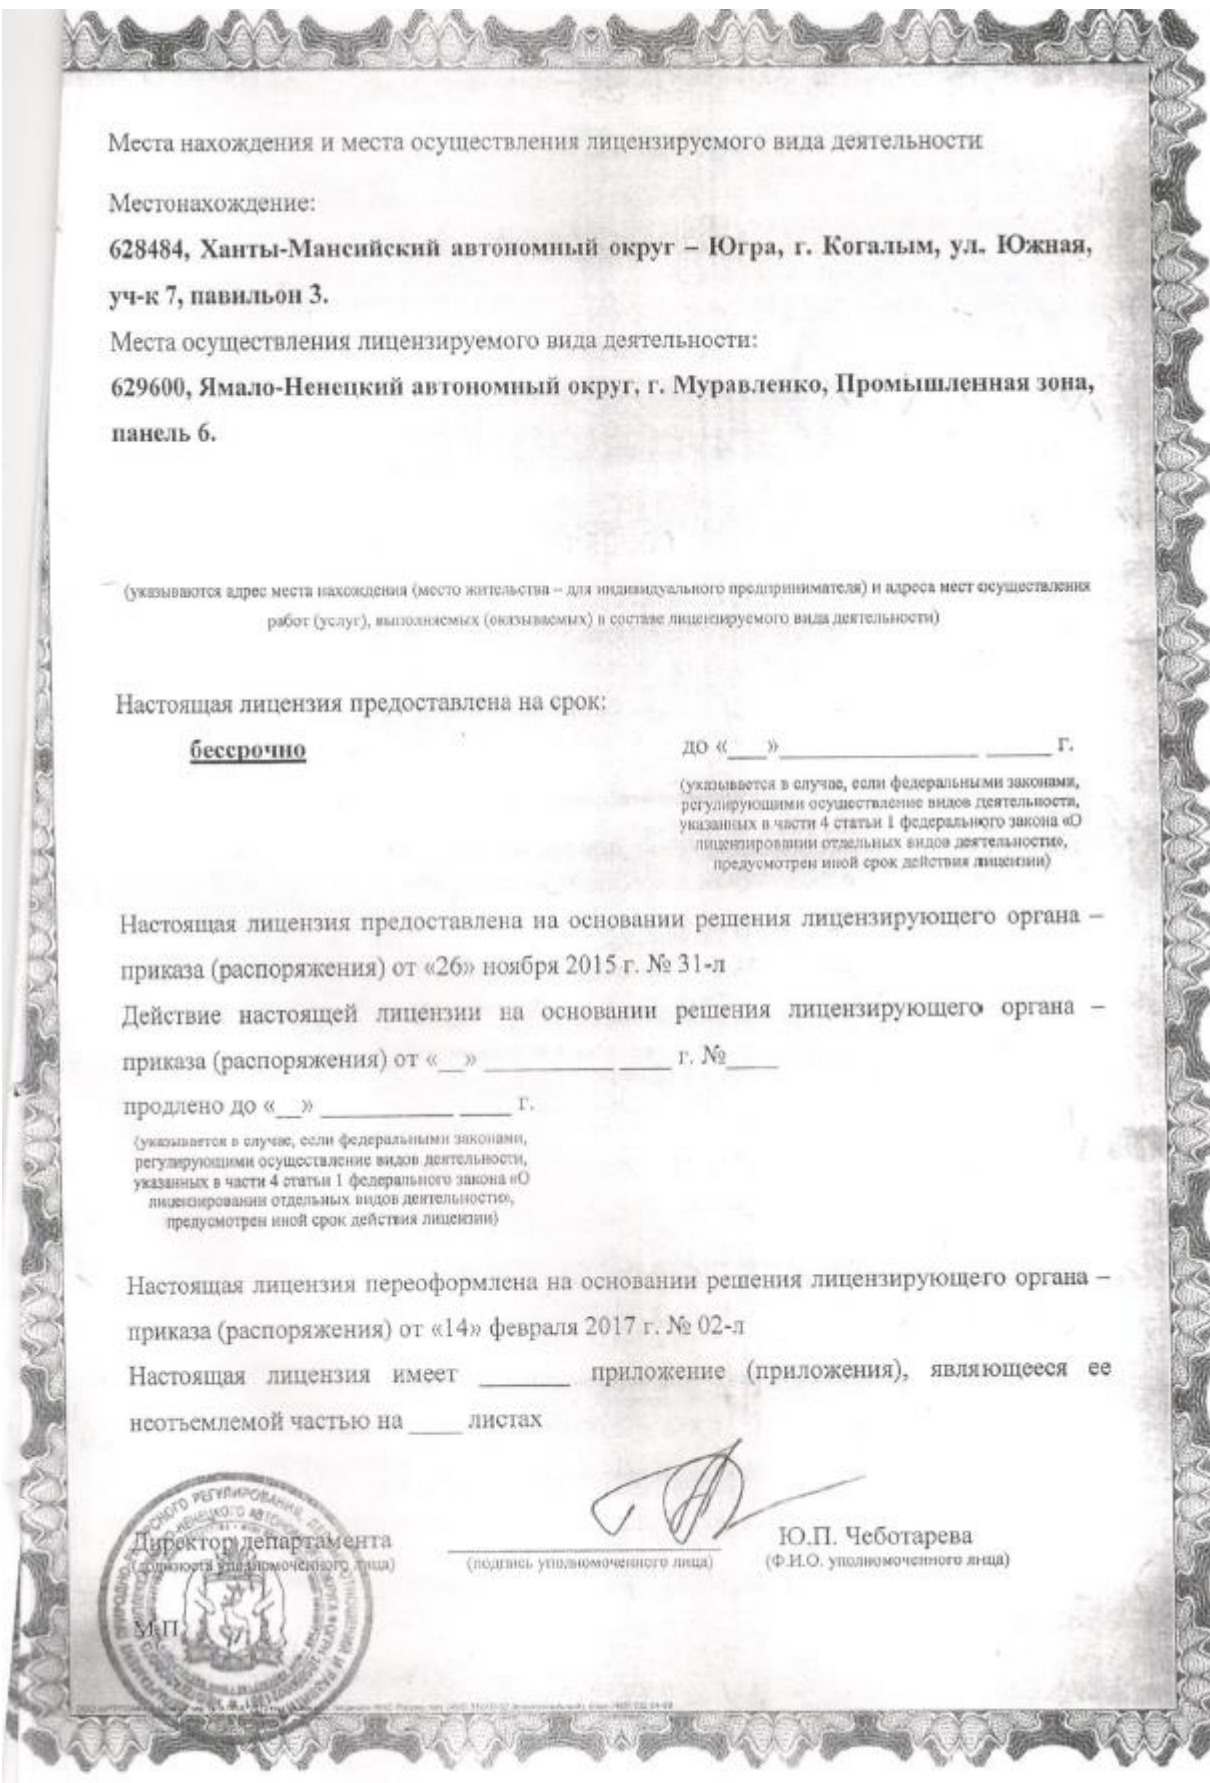 Места нахождения и места осуществления лицензируемого вида деятельности
Местонахождение:
628484, Ханты-Мансийский автономный округ – Югра, г. Когалым, ул. Южная,
уч-к 7, павильон 3.
Места осуществления лицензируемого вида деятельности:
629600, Ямало-Ненецкий автономный округ, г. Муравленко, Промышленная зона,
панель 6.
(указываются адрес места нахождения (место жительства – для индивидуального предпринимателя) и адреса мест осуществления
работ (услуг), выполняемых (оказываемых) в составе лицензируемого вида деятельности)
Настоящая лицензия предоставлена на срок:
бессрочно до «___»_______________ _____ г.
(указывается в случае, если федеральными законами,
регулирующими осуществление видов деятельности,
указанных в части 4 статьи 1 федерального закона «О
лицензировании отдельных видов деятельности»,
предусмотрен иной срок действия лицензии)
Настоящая лицензия предоставлена на основании решения лицензирующего органа –
приказа (распоряжения) от «26» ноября 2015 г. № 31-л
Действие настоящей лицензии на основании решения лицензирующего органа –
приказа (распоряжения) от «__» __________ ____ г. №____
продлено до «__» __________ ____ г.
(указывается в случае, если федеральными законами,
регулирующими осуществление видов деятельности,
указанных в части 4 статьи 1 федерального закона «О
лицензировании отдельных видов деятельности»,
предусмотрен иной срок действия лицензии)
Настоящая лицензия переоформлена на основании решения лицензирующего органа –
приказа (распоряжения) от «14» февраля 2017 г. № 02-л
Настоящая лицензия имеет _______ приложение (приложения), являющееся ее
неотъемлемой частью на ____ листах
Директор департамента Ю.П. Чеботарева
(должность уполномоченного лица) (подпись уполномоченного лица) (Ф.И.О. уполномоченного лица)
М.П.